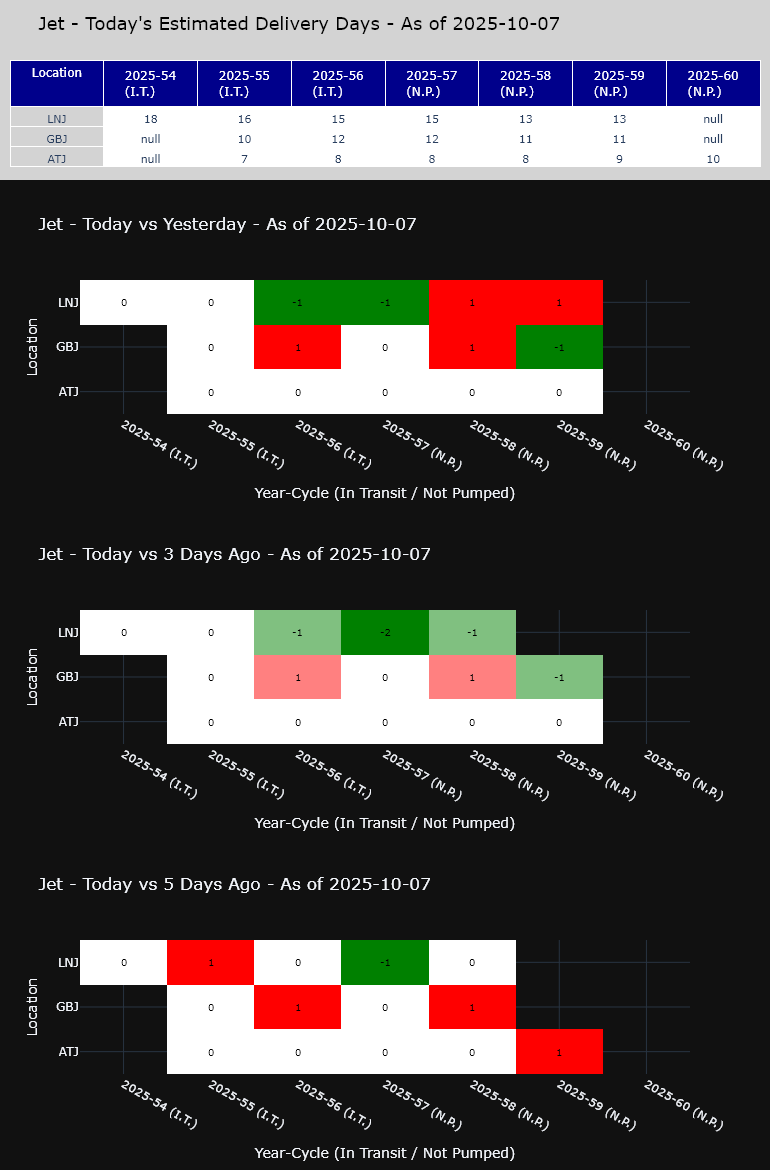 Jet - Today's Estimated Delivery Days - As of 2025-10-07
Location 2025-54 (I.T.) 2025-55 (I.T.) 2025-56 (I.T.) 2025-57 (N.P.) 2025-58 (N.P.) 2025-59 (N.P.) 2025-60 (N.P.)
LNJ 18 16 15 15 13 13 null
GBJ null 10 12 12 11 11 null
ATJ null 7 8 8 8 9 10
Jet - Today vs Yesterday - As of 2025-10-07
Location
LNJ 0 0 -1 -1 1 1
GBJ 0 1 0 1 -1
ATJ 0 0 0 0 0
2025-54 (I.T.) 2025-55 (I.T.) 2025-56 (I.T.) 2025-57 (N.P.) 2025-58 (N.P.) 2025-59 (N.P.) 2025-60 (N.P.)
Year-Cycle (In Transit / Not Pumped)
Jet - Today vs 3 Days Ago - As of 2025-10-07
Location
LNJ 0 0 -1 -2 -1
GBJ 0 1 0 1 -1
ATJ 0 0 0 0 0
2025-54 (I.T.) 2025-55 (I.T.) 2025-56 (I.T.) 2025-57 (N.P.) 2025-58 (N.P.) 2025-59 (N.P.) 2025-60 (N.P.)
Year-Cycle (In Transit / Not Pumped)
Jet - Today vs 5 Days Ago - As of 2025-10-07
Location
LNJ 0 1 0 -1 0
GBJ 0 1 0 1
ATJ 0 0 0 0 1
2025-54 (I.T.) 2025-55 (I.T.) 2025-56 (I.T.) 2025-57 (N.P.) 2025-58 (N.P.) 2025-59 (N.P.) 2025-60 (N.P.)
Year-Cycle (In Transit / Not Pumped)